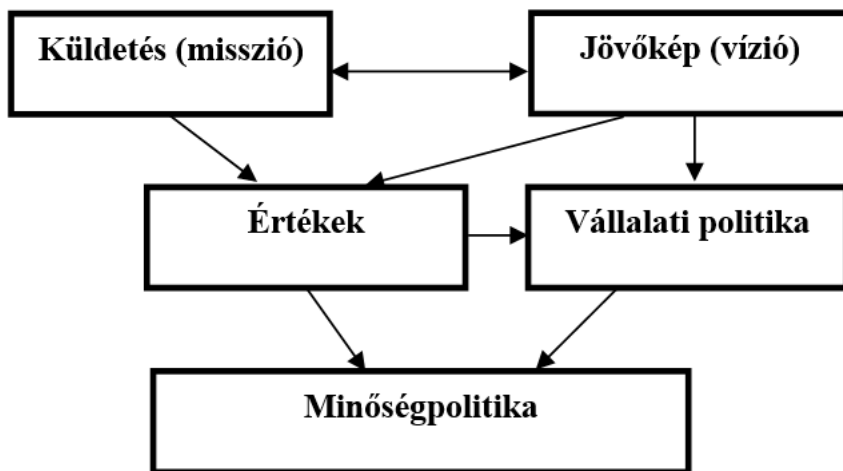 Küldetés (misszió)
Jövőkép (vízió)
Értékek
Vállalati politika
Minőségpolitika